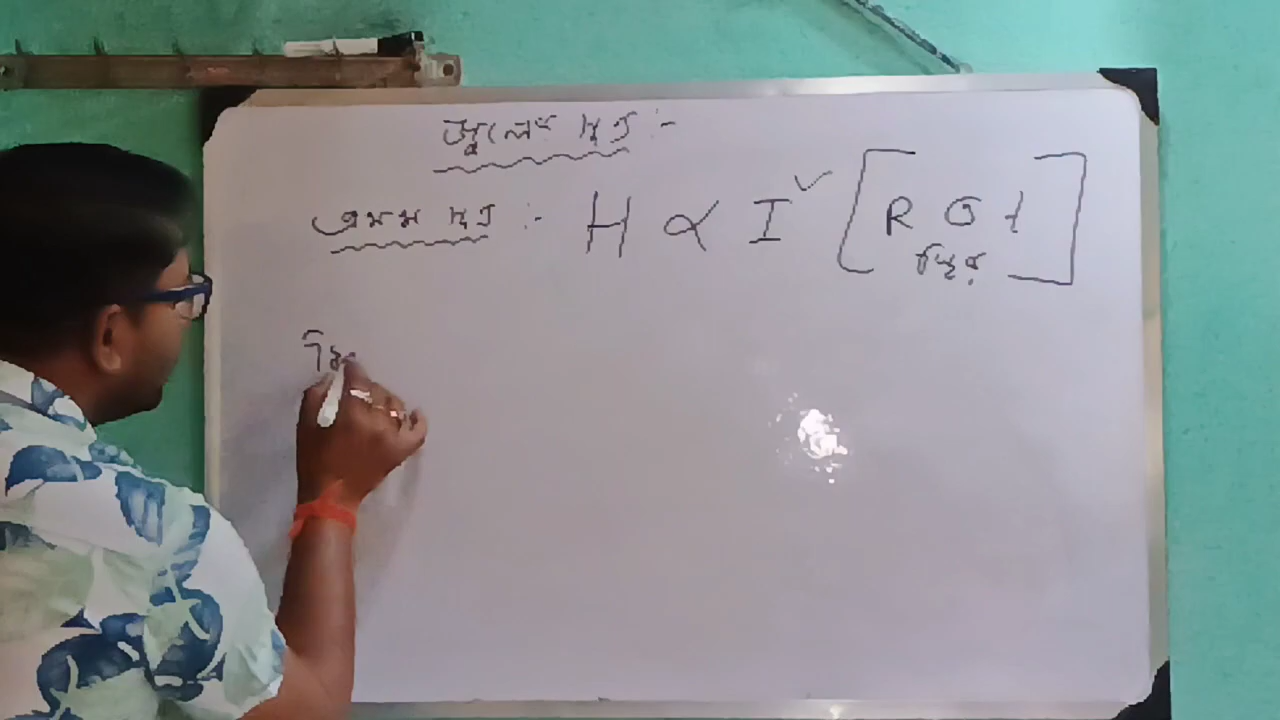 জুলের সূত্র :-
প্রথম সূত্র :- H ∝ I² [R ও t
স্থির]
দ্বি